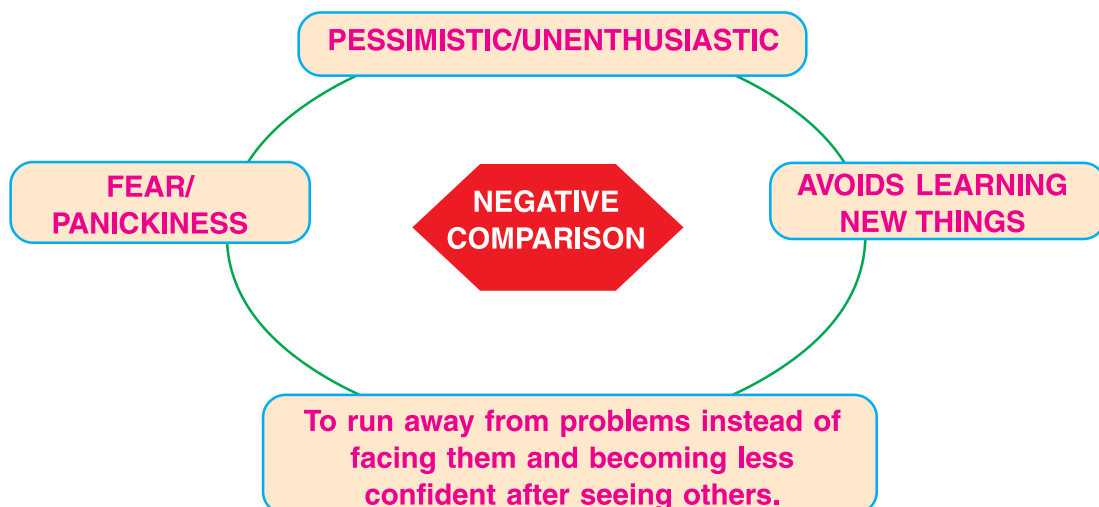 PESSIMISTIC/UNENTHUSIASTIC
FEAR/
PANICKINESS
NEGATIVE
COMPARISON
AVOIDS LEARNING
NEW THINGS
To run away from problems instead of
facing them and becoming less
confident after seeing others.